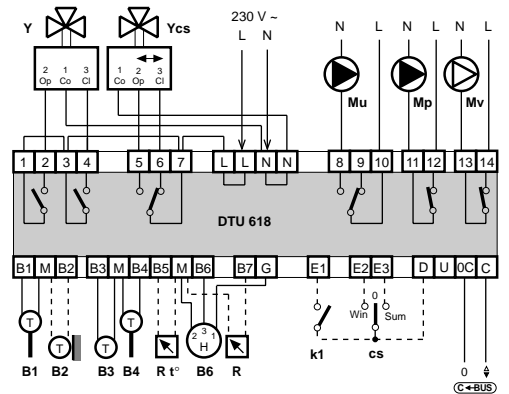 Y Ycs 230 V ~
L N N L N L N L
2 1 3 1 2 3
Op Co Cl Co Op Cl
Mu Mp Mv
1 2 3 4 5 6 7 L L N N 8 9 10 11 12 13 14
DTU 618
B1 M B2 B3 M B4 B5 M B6 B7 G E1 E2 E3 D U 0C C
0
T T T T 2 3 1 Win Sum
H
B1 B2 B3 B4 R t° B6 R k1 cs 0
C BUS